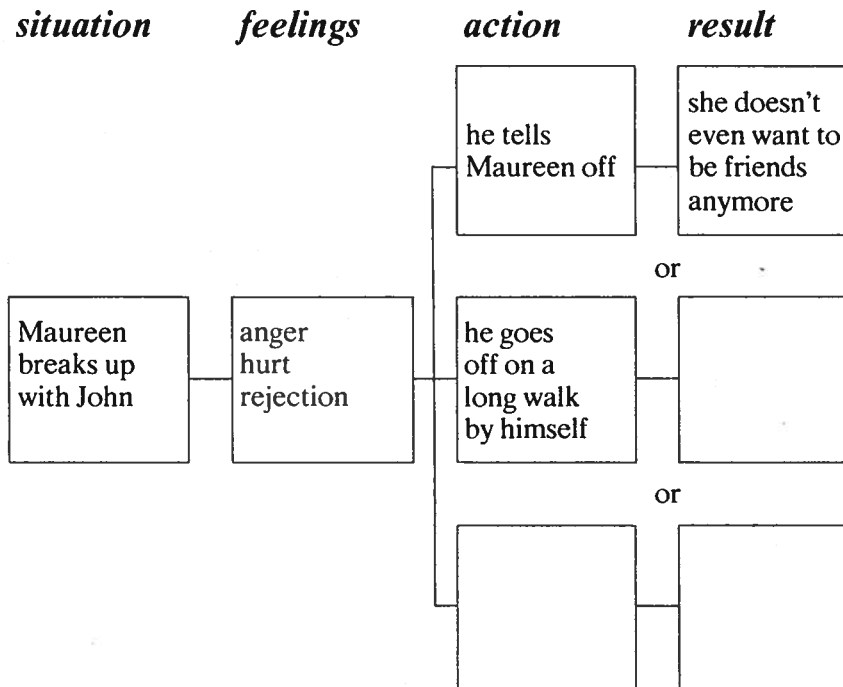 situation feelings action result
he tells
Maureen off
she doesn't
even want to
be friends
anymore
or
Maureen
breaks up
with John
anger
hurt
rejection
he goes
off on a
long walk
by himself
or